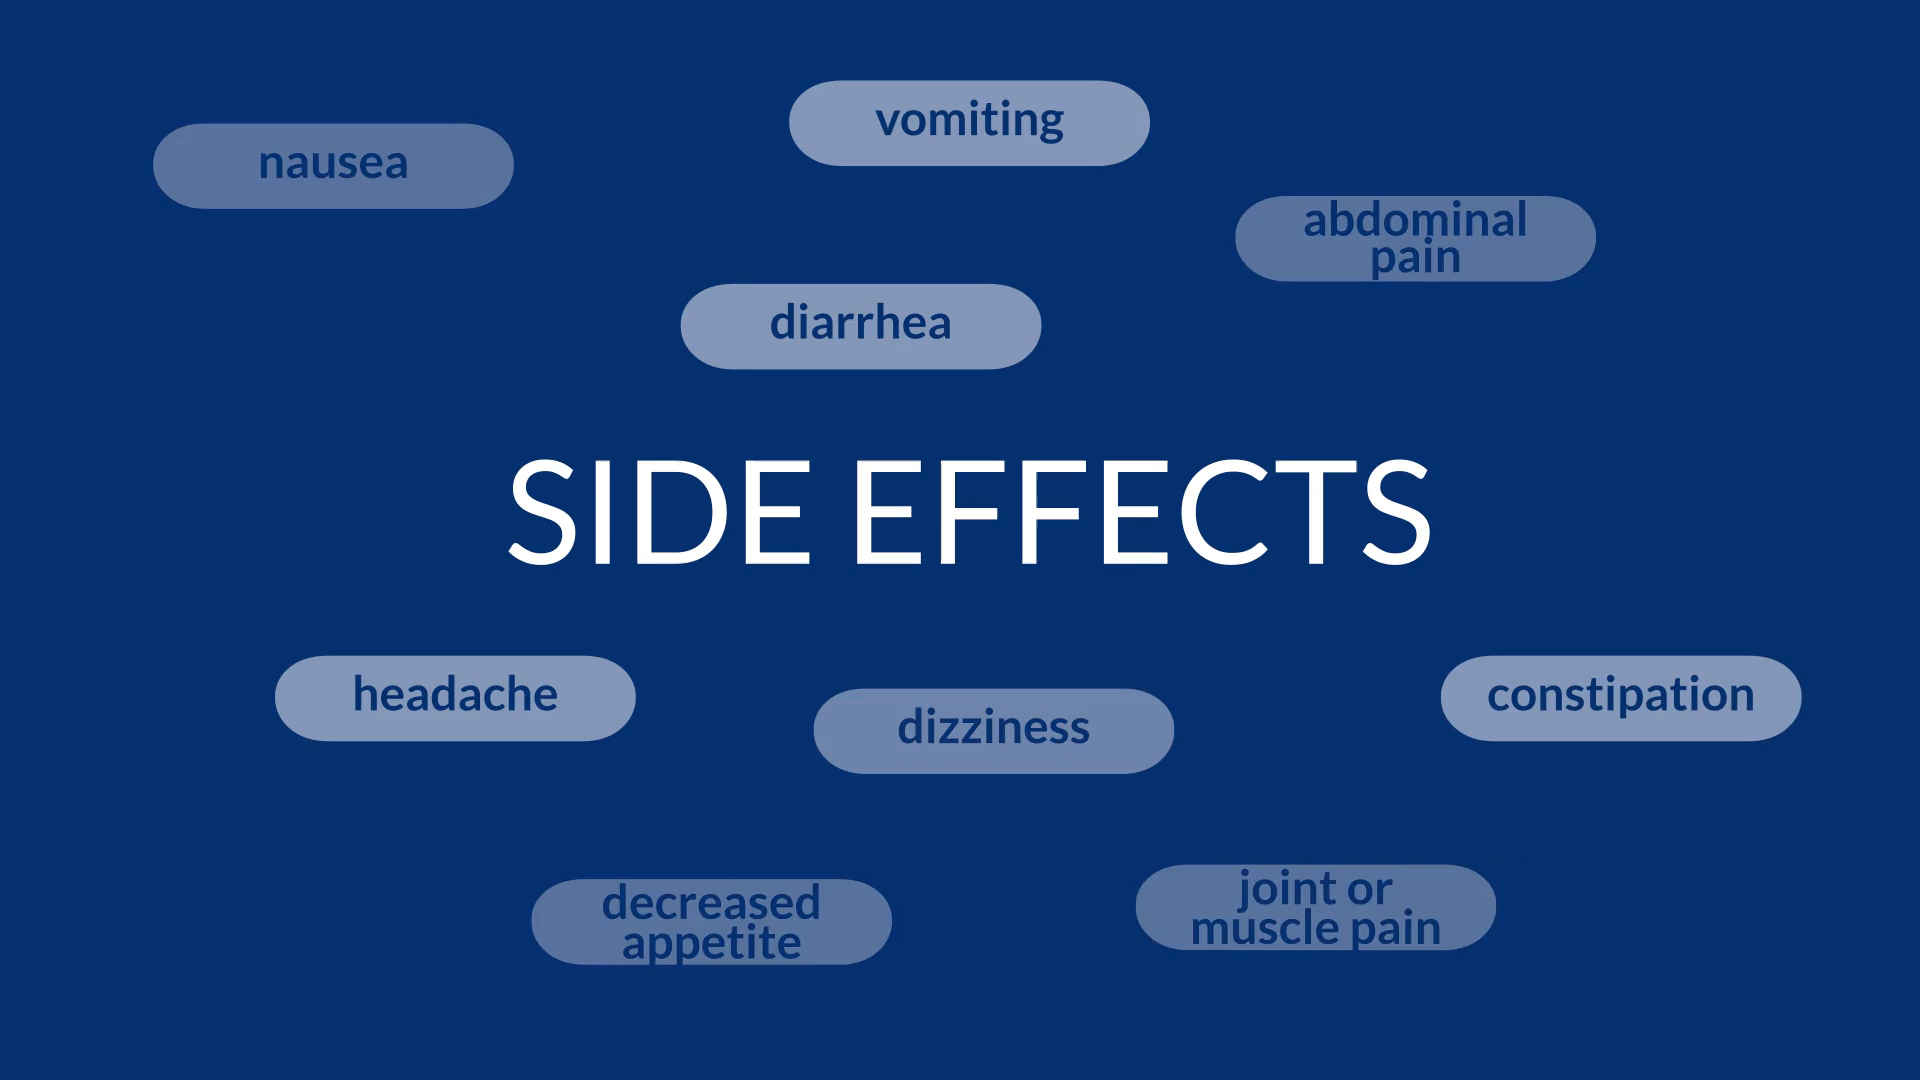 vomiting
nausea
abdominal
pain
diarrhea
SIDE EFFECTS
headache
dizziness
constipation
decreased
appetite
joint or
muscle pain